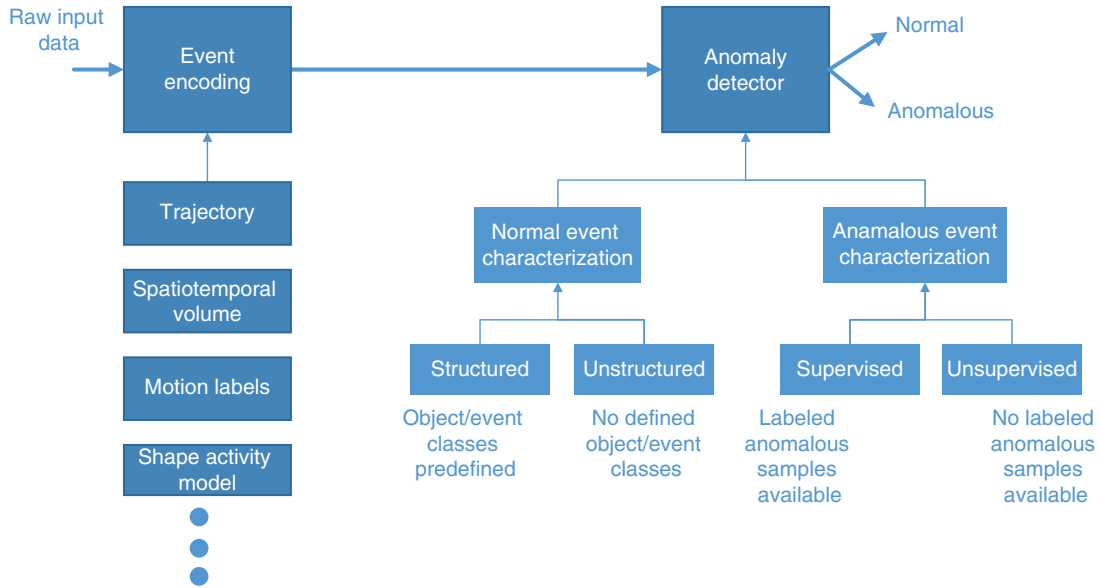 Raw input
data
Event
encoding
Anomaly
detector
Normal
Anomalous
Trajectory
Spatiotemporal
volume
Motion labels
Shape activity
model
Normal event
characterization
Anamalous event
characterization
Structured
Unstructured
Supervised
Unsupervised
Object/event
classes
predefined
No defined
object/event
classes
Labeled
anomalous
samples
available
No labeled
anomalous
samples
available